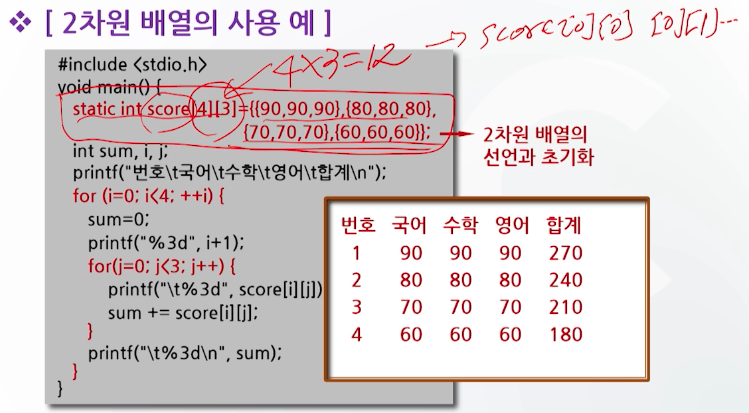 ❖ [ 2차원 배열의 사용 예 ]
4×3=12 → score[0][0] [0][1]...
#include <stdio.h>
void main() {
static int score[4][3]={{90,90,90},{80,80,80},
{70,70,70},{60,60,60}};
2차원 배열의
선언과 초기화
int sum, i, j;
printf("번호\t국어\t수학\t영어\t합계\n");
for (i=0; i<4; ++i) {
sum=0;
printf("%3d", i+1);
for(j=0; j<3; j++) {
printf("\t%3d", score[i][j])
sum += score[i][j];
}
printf("\t%3d\n", sum);
}
}
번호 국어 수학 영어 합계
1 90 90 90 270
2 80 80 80 240
3 70 70 70 210
4 60 60 60 180